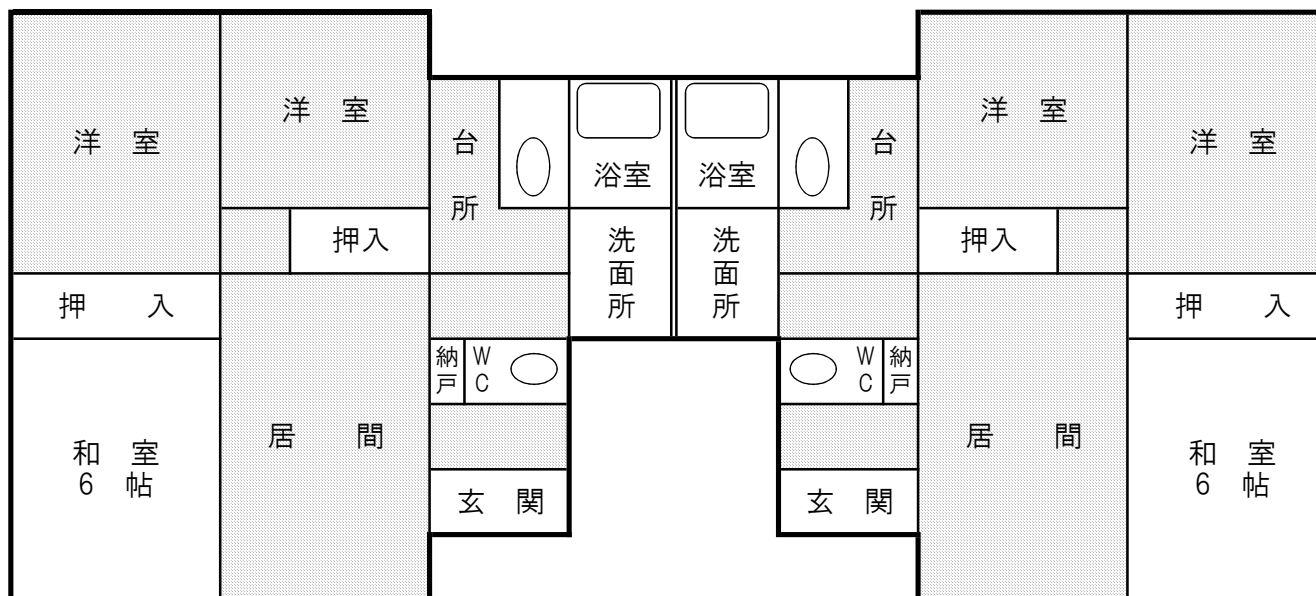 洋 室
洋 室
台
所
浴室
浴室
台
所
洋 室
洋 室
押入
洗
面
所
洗
面
所
押入
押 入
押 入
納
戸
W
C
W
C
納
戸
和 室
6 帖
居 間
居 間
和 室
6 帖
玄 関
玄 関